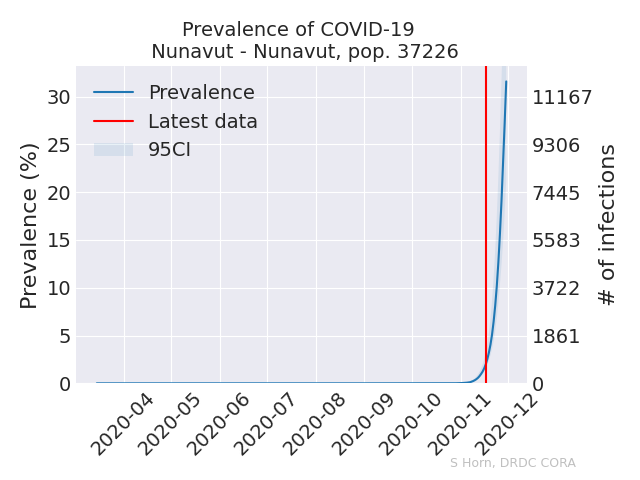 Prevalence of COVID-19
Nunavut - Nunavut, pop. 37226
Prevalence
Latest data
95CI
Prevalence (%)
30
25
20
15
10
5
0
11167
9306
7445
5583
3722
1861
0
# of infections
2020-04
2020-05
2020-06
2020-07
2020-08
2020-09
2020-10
2020-11
2020-12
S Horn, DRDC CORA